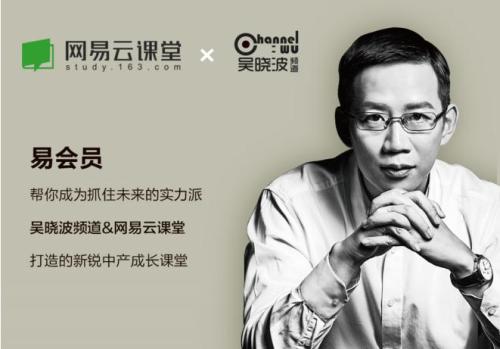 网易云课堂
study.163.com
×
Channel
:wu
吴晓波频道
易会员
帮你成为抓住未来的实力派
吴晓波频道&网易云课堂
打造的新锐中产成长课堂